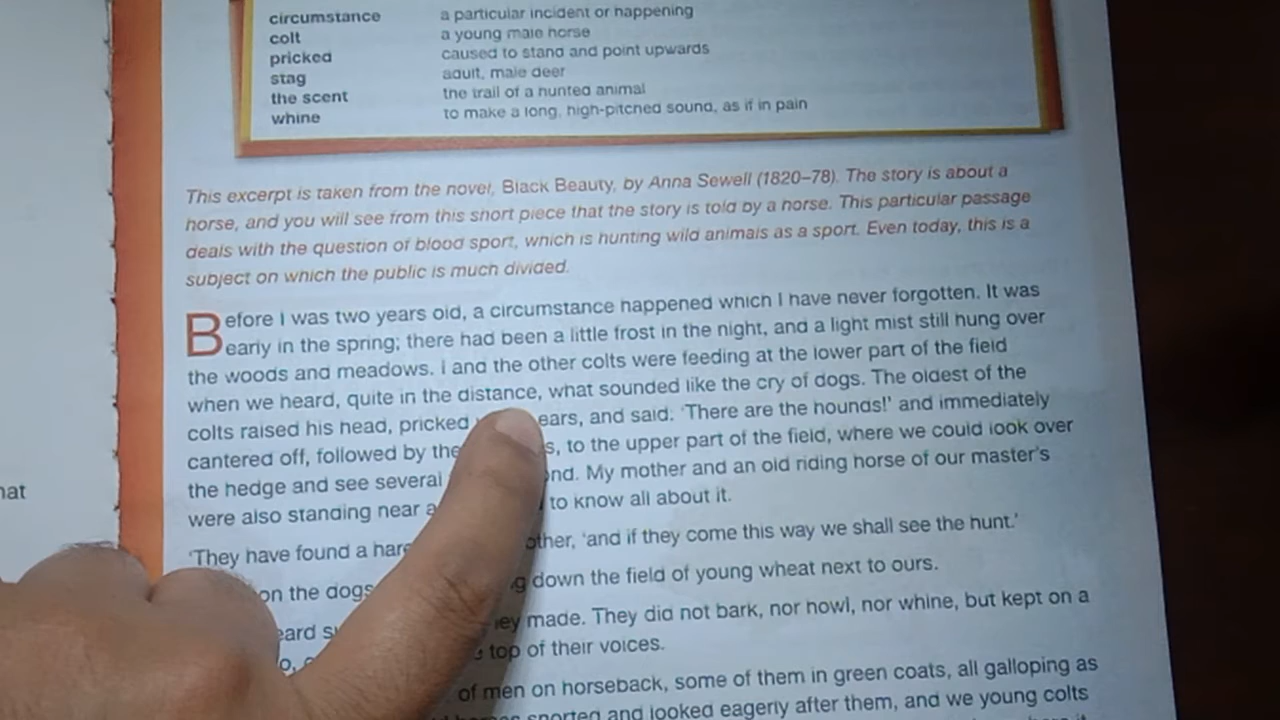 circumstance a particular incident or happening
colt a young male horse
pricked caused to stand and point upwards
stag adult, male deer
the scent the trail of a hunted animal
whine to make a long, high-pitched sound, as if in pain
This excerpt is taken from the novel, Black Beauty, by Anna Sewell (1820–78). The story is about a
horse, and you will see from this short piece that the story is told by a horse. This particular passage
deals with the question of blood sport, which is hunting wild animals as a sport. Even today, this is a
subject on which the public is much divided.
Before I was two years old, a circumstance happened which I have never forgotten. It was
early in the spring; there had been a little frost in the night, and a light mist still hung over
the woods and meadows. I and the other colts were feeding at the lower part of the field
when we heard, quite in the distance, what sounded like the cry of dogs. The oldest of the
colts raised his head, pricked ears, and said. 'There are the hounds!' and immediately
cantered off, followed by the s, to the upper part of the field, where we could look over
the hedge and see several nd. My mother and an old riding horse of our master's
were also standing near a to know all about it.
'They have found a hare other, 'and if they come this way we shall see the hunt.'
on the dogs g down the field of young wheat next to ours.
eard s ey made. They did not bark, nor howl, nor whine, but kept on a
o, top of their voices.
of men on horseback, some of them in green coats, all galloping as
snorted and looked eagerly after them, and we young colts
hat